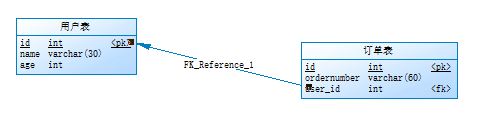 用户表
id int <pk>
name varchar(30)
age int
FK_Reference_1
订单表
id int <pk>
ordernumber varchar(60)
user_id int <fk>